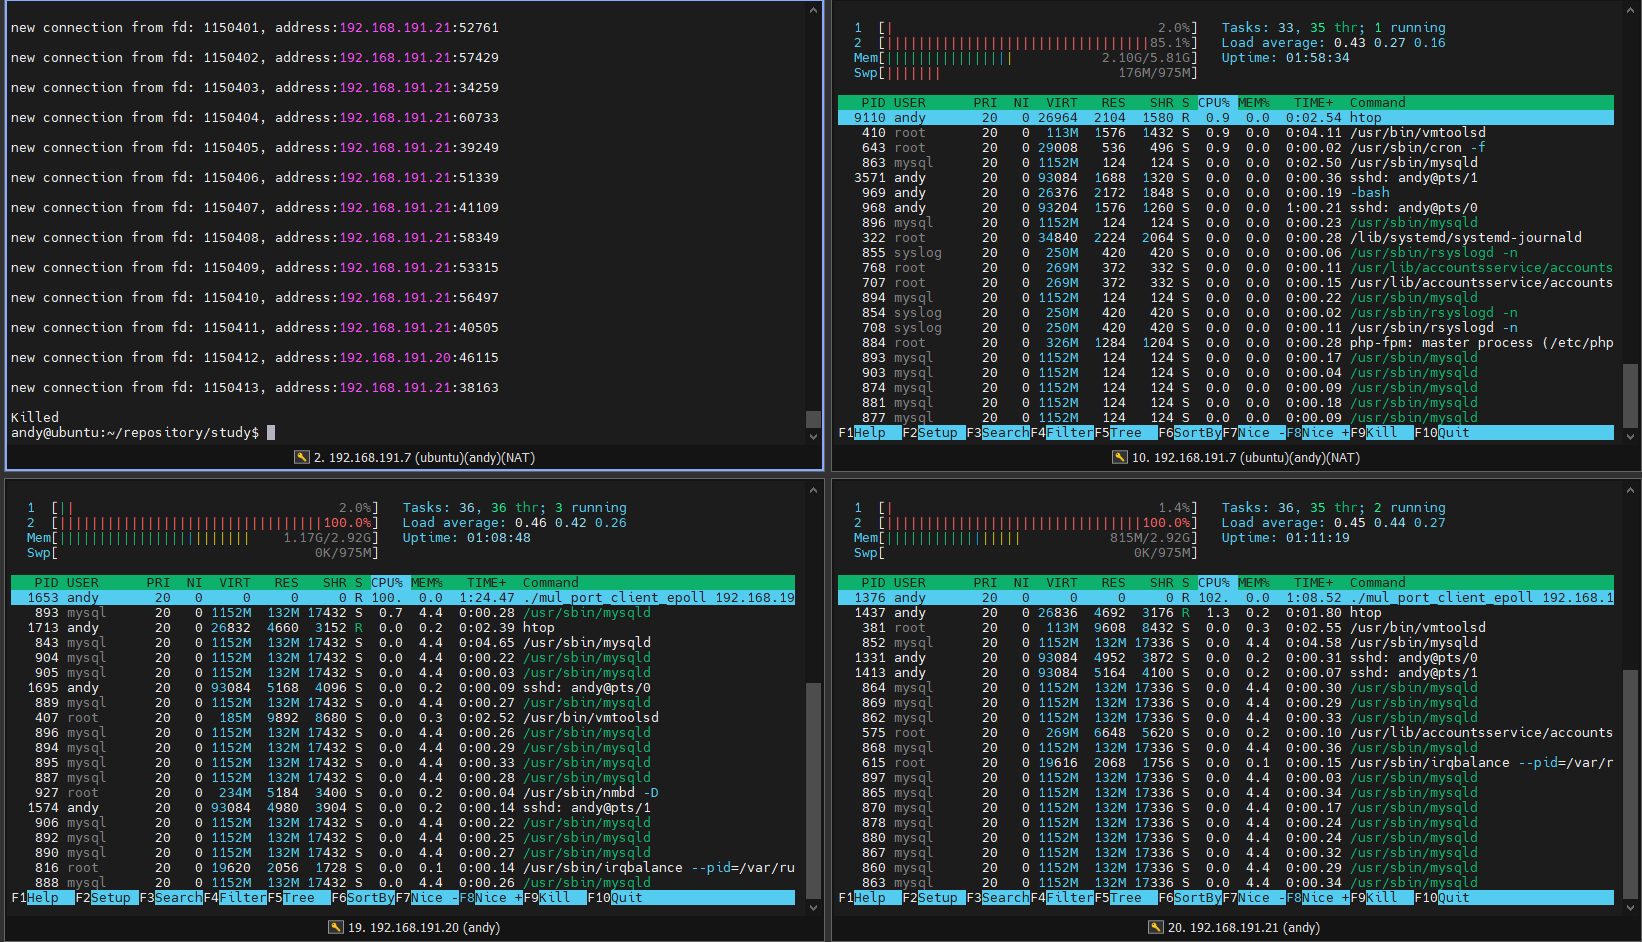 new connection from fd: 1150401, address:192.168.191.21:52761
new connection from fd: 1150402, address:192.168.191.21:57429
new connection from fd: 1150403, address:192.168.191.21:34259
new connection from fd: 1150404, address:192.168.191.21:60733
new connection from fd: 1150405, address:192.168.191.21:39249
new connection from fd: 1150406, address:192.168.191.21:51339
new connection from fd: 1150407, address:192.168.191.21:41109
new connection from fd: 1150408, address:192.168.191.21:58349
new connection from fd: 1150409, address:192.168.191.21:53315
new connection from fd: 1150410, address:192.168.191.21:56497
new connection from fd: 1150411, address:192.168.191.21:40505
new connection from fd: 1150412, address:192.168.191.20:46115
new connection from fd: 1150413, address:192.168.191.21:38163
Killed
andy@ubuntu:~/repository/study$
2. 192.168.191.7 (ubuntu)(andy)(NAT)
1 [| 2.0%] Tasks: 33, 35 thr; 1 running
2 [|||||||||||||||||||||||||||||||||85.1%] Load average: 0.43 0.27 0.16
Mem[|||||||||||||||| 2.10G/5.81G] Uptime: 01:58:34
Swp[||||||| 176M/975M]
PID USER PRI NI VIRT RES SHR S CPU% MEM% TIME+ Command
9110 andy 20 0 26964 2104 1580 R 0.9 0.0 0:02.54 htop
410 root 20 0 113M 1576 1432 S 0.9 0.0 0:04.11 /usr/bin/vmtoolsd
643 root 20 0 29008 536 496 S 0.9 0.0 0:00.02 /usr/sbin/cron -f
863 mysql 20 0 1152M 124 124 S 0.0 0.0 0:02.50 /usr/sbin/mysqld
3571 andy 20 0 93084 1688 1320 S 0.0 0.0 0:00.36 sshd: andy@pts/1
969 andy 20 0 26376 2172 1848 S 0.0 0.0 0:00.19 -bash
968 andy 20 0 93204 1576 1260 S 0.0 0.0 1:00.21 sshd: andy@pts/0
896 mysql 20 0 1152M 124 124 S 0.0 0.0 0:00.23 /usr/sbin/mysqld
322 root 20 0 34840 2224 2064 S 0.0 0.0 0:00.28 /lib/systemd/systemd-journald
855 syslog 20 0 250M 420 420 S 0.0 0.0 0:00.06 /usr/sbin/rsyslogd -n
768 root 20 0 269M 372 332 S 0.0 0.0 0:00.11 /usr/lib/accountsservice/accounts
707 root 20 0 269M 372 332 S 0.0 0.0 0:00.15 /usr/lib/accountsservice/accounts
894 mysql 20 0 1152M 124 124 S 0.0 0.0 0:00.22 /usr/sbin/mysqld
854 syslog 20 0 250M 420 420 S 0.0 0.0 0:00.02 /usr/sbin/rsyslogd -n
708 syslog 20 0 250M 420 420 S 0.0 0.0 0:00.11 /usr/sbin/rsyslogd -n
884 root 20 0 326M 1284 1204 S 0.0 0.0 0:00.28 php-fpm: master process (/etc/php
893 mysql 20 0 1152M 124 124 S 0.0 0.0 0:00.17 /usr/sbin/mysqld
903 mysql 20 0 1152M 124 124 S 0.0 0.0 0:00.04 /usr/sbin/mysqld
874 mysql 20 0 1152M 124 124 S 0.0 0.0 0:00.09 /usr/sbin/mysqld
881 mysql 20 0 1152M 124 124 S 0.0 0.0 0:00.18 /usr/sbin/mysqld
877 mysql 20 0 1152M 124 124 S 0.0 0.0 0:00.09 /usr/sbin/mysqld
F1Help F2Setup F3SearchF4FilterF5Tree F6SortByF7Nice -F8Nice +F9Kill F10Quit
10. 192.168.191.7 (ubuntu)(andy)(NAT)
1 [|| 2.0%] Tasks: 36, 36 thr; 3 running
2 [|||||||||||||||||||||||||||||||||100.0%] Load average: 0.46 0.42 0.26
Mem[|||||||||||||||||||||||| 1.17G/2.92G] Uptime: 01:08:48
Swp[ 0K/975M]
PID USER PRI NI VIRT RES SHR S CPU% MEM% TIME+ Command
1653 andy 20 0 0 0 0 R 100. 0.0 1:24.47 ./mul_port_client_epoll 192.168.19
893 mysql 20 0 1152M 132M 17432 S 0.7 4.4 0:00.28 /usr/sbin/mysqld
1713 andy 20 0 26832 4660 3152 R 0.0 0.2 0:02.39 htop
843 mysql 20 0 1152M 132M 17432 S 0.0 4.4 0:04.65 /usr/sbin/mysqld
904 mysql 20 0 1152M 132M 17432 S 0.0 4.4 0:00.22 /usr/sbin/mysqld
905 mysql 20 0 1152M 132M 17432 S 0.0 4.4 0:00.03 /usr/sbin/mysqld
1695 andy 20 0 93084 5168 4096 S 0.0 0.2 0:00.09 sshd: andy@pts/0
889 mysql 20 0 1152M 132M 17432 S 0.0 4.4 0:00.27 /usr/sbin/mysqld
407 root 20 0 185M 9892 8680 S 0.0 0.3 0:02.52 /usr/bin/vmtoolsd
896 mysql 20 0 1152M 132M 17432 S 0.0 4.4 0:00.26 /usr/sbin/mysqld
894 mysql 20 0 1152M 132M 17432 S 0.0 4.4 0:00.29 /usr/sbin/mysqld
895 mysql 20 0 1152M 132M 17432 S 0.0 4.4 0:00.33 /usr/sbin/mysqld
887 mysql 20 0 1152M 132M 17432 S 0.0 4.4 0:00.28 /usr/sbin/mysqld
927 root 20 0 234M 5184 3400 S 0.0 0.2 0:00.04 /usr/sbin/nmbd -D
1574 andy 20 0 93084 4980 3904 S 0.0 0.2 0:00.14 sshd: andy@pts/1
906 mysql 20 0 1152M 132M 17432 S 0.0 4.4 0:00.22 /usr/sbin/mysqld
892 mysql 20 0 1152M 132M 17432 S 0.0 4.4 0:00.25 /usr/sbin/mysqld
890 mysql 20 0 1152M 132M 17432 S 0.0 4.4 0:00.27 /usr/sbin/mysqld
816 root 20 0 19620 2056 1728 S 0.0 0.1 0:00.14 /usr/sbin/irqbalance --pid=/var/ru
888 mysql 20 0 1152M 132M 17432 S 0.0 4.4 0:00.26 /usr/sbin/mysqld
F1Help F2Setup F3SearchF4FilterF5Tree F6SortByF7Nice -F8Nice +F9Kill F10Quit
19. 192.168.191.20 (andy)
1 [| 1.4%] Tasks: 36, 35 thr; 2 running
2 [||||||||||||||||||||||||||||||||100.0%] Load average: 0.45 0.44 0.27
Mem[||||||||||||||||| 815M/2.92G] Uptime: 01:11:19
Swp[ 0K/975M]
PID USER PRI NI VIRT RES SHR S CPU% MEM% TIME+ Command
1376 andy 20 0 0 0 0 R 102. 0.0 1:08.52 ./mul_port_client_epoll 192.168.1
1437 andy 20 0 26836 4692 3176 R 1.3 0.2 0:01.80 htop
381 root 20 0 113M 9608 8432 S 0.0 0.3 0:02.55 /usr/bin/vmtoolsd
852 mysql 20 0 1152M 132M 17336 S 0.0 4.4 0:04.58 /usr/sbin/mysqld
1331 andy 20 0 93084 4952 3872 S 0.0 0.2 0:00.31 sshd: andy@pts/0
1413 andy 20 0 93084 5164 4100 S 0.0 0.2 0:00.07 sshd: andy@pts/1
864 mysql 20 0 1152M 132M 17336 S 0.0 4.4 0:00.30 /usr/sbin/mysqld
869 mysql 20 0 1152M 132M 17336 S 0.0 4.4 0:00.29 /usr/sbin/mysqld
862 mysql 20 0 1152M 132M 17336 S 0.0 4.4 0:00.33 /usr/sbin/mysqld
575 root 20 0 269M 6648 5620 S 0.0 0.2 0:00.10 /usr/lib/accountsservice/accounts
868 mysql 20 0 1152M 132M 17336 S 0.0 4.4 0:00.36 /usr/sbin/mysqld
615 root 20 0 19616 2068 1756 S 0.0 0.1 0:00.15 /usr/sbin/irqbalance --pid=/var/r
897 mysql 20 0 1152M 132M 17336 S 0.0 4.4 0:00.03 /usr/sbin/mysqld
865 mysql 20 0 1152M 132M 17336 S 0.0 4.4 0:00.34 /usr/sbin/mysqld
870 mysql 20 0 1152M 132M 17336 S 0.0 4.4 0:00.17 /usr/sbin/mysqld
878 mysql 20 0 1152M 132M 17336 S 0.0 4.4 0:00.24 /usr/sbin/mysqld
880 mysql 20 0 1152M 132M 17336 S 0.0 4.4 0:00.24 /usr/sbin/mysqld
867 mysql 20 0 1152M 132M 17336 S 0.0 4.4 0:00.32 /usr/sbin/mysqld
860 mysql 20 0 1152M 132M 17336 S 0.0 4.4 0:00.29 /usr/sbin/mysqld
863 mysql 20 0 1152M 132M 17336 S 0.0 4.4 0:00.34 /usr/sbin/mysqld
F1Help F2Setup F3SearchF4FilterF5Tree F6SortByF7Nice -F8Nice +F9Kill F10Quit
20. 192.168.191.21 (andy)